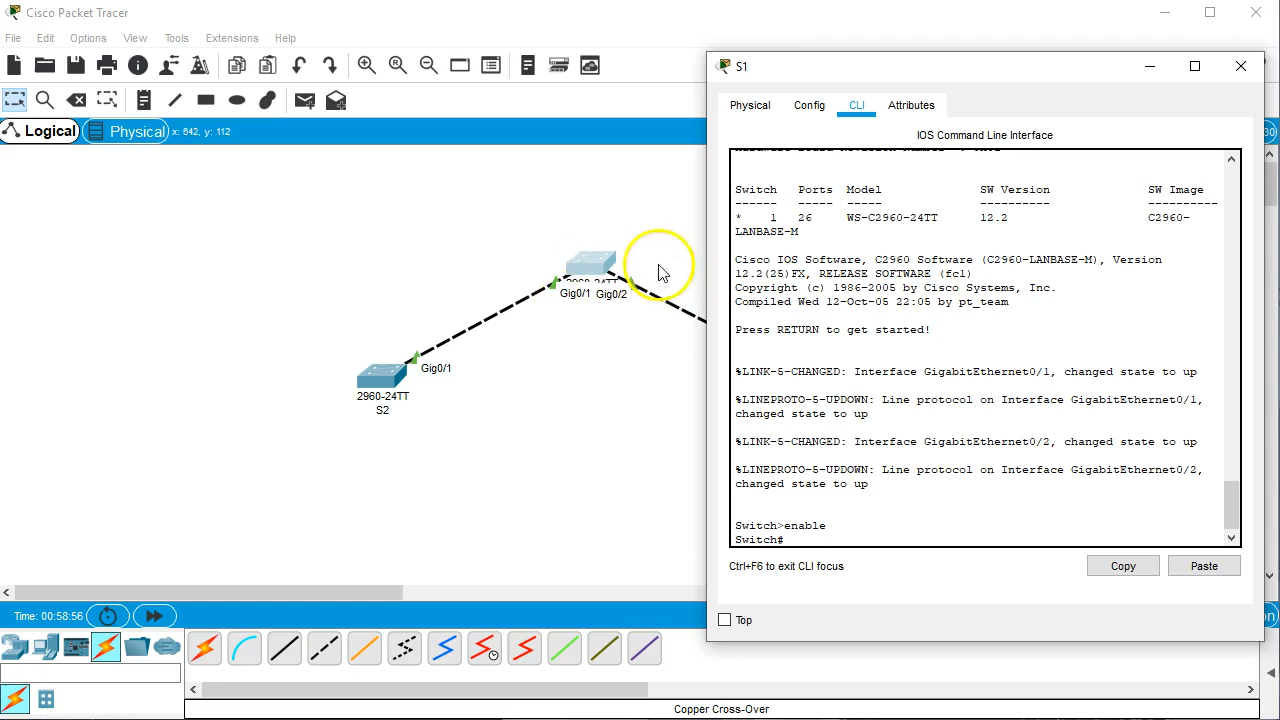 Cisco Packet Tracer
File Edit Options View Tools Extensions Help
Logical
Physical
x: 642, y: 112
Gig0/1
Gig0/2
Gig0/1
2960-24TT
S2
S1
Physical
Config
CLI
Attributes
IOS Command Line Interface
Switch Ports Model SW Version SW Image
------ ----- ----- ---------- ----------
* 1 26 WS-C2960-24TT 12.2 C2960-
LANBASE-M
Cisco IOS Software, C2960 Software (C2960-LANBASE-M), Version
12.2(25)FX, RELEASE SOFTWARE (fc1)
Copyright (c) 1986-2005 by Cisco Systems, Inc.
Compiled Wed 12-Oct-05 22:05 by pt_team
Press RETURN to get started!
%LINK-5-CHANGED: Interface GigabitEthernet0/1, changed state to up
%LINEPROTO-5-UPDOWN: Line protocol on Interface GigabitEthernet0/1,
changed state to up
%LINK-5-CHANGED: Interface GigabitEthernet0/2, changed state to up
%LINEPROTO-5-UPDOWN: Line protocol on Interface GigabitEthernet0/2,
changed state to up
Switch>enable
Switch#
Ctrl+F6 to exit CLI focus
Copy
Paste
Top
Time: 00:58:56
Copper Cross-Over